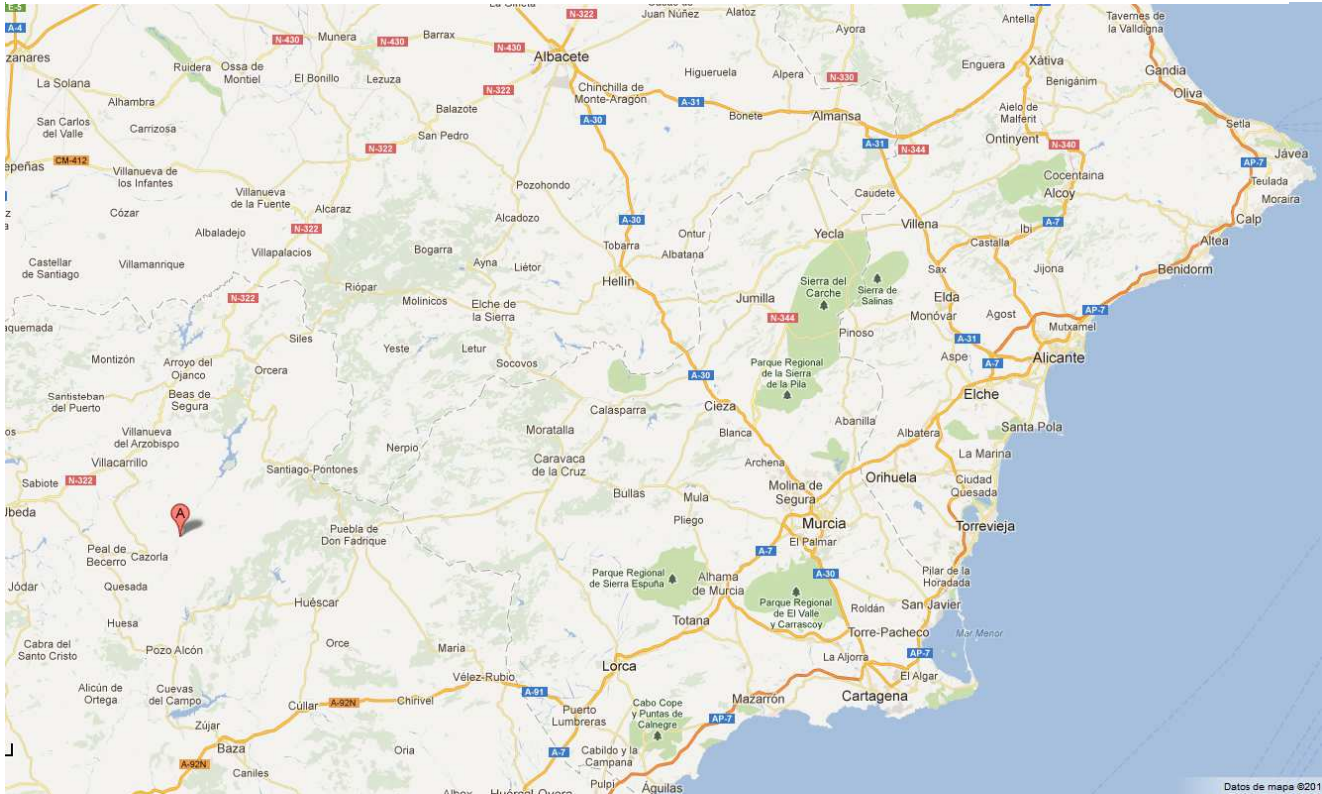 E-5
La Gineta
N-322
Casas de
Juan Núñez
Alatoz
Antella
Tavernes de
la Valldigna
A-4
N-430
Munera
N-430
Barrax
N-430
Albacete
Ayora
Enguera
Xàtiva
Gandia
zanares
Ruidera
Ossa de
Montiel
El Bonillo
Lezuza
N-322
Higueruela
Alpera
N-330
Benigánim
La Solana
Chinchilla de
Monte-Aragón
A-31
Oliva
Alhambra
Balazote
A-30
Bonete
Almansa
Aielo de
Malferit
San Carlos
del Valle
Carrizosa
San Pedro
A-31
N-344
Ontinyent
N-340
Setla
epeñas
CM-412
Villanueva de
los Infantes
N-322
AP-7
Jávea
Cocentaina
Teulada
Villanueva
de la Fuente
Pozohondo
Caudete
Alcoy
Moraira
Cózar
Alcaraz
Alcadozo
A-30
Villena
A-7
Calp
Albaladejo
N-322
Ontur
Yecla
Ibi
Castellar
de Santiago
Villamanrique
Villapalacios
Bogarra
Tobarra
Albatana
Castalla
Altea
Ayna
Liétor
Sax
Jijona
Benidorm
Hellín
Sierra del
Carche
Sierra de
Salinas
Riópar
Molinicos
Elche de
la Sierra
Jumilla
Elda
N-322
Monóvar
Agost
AP-7
aquemada
N-344
Pinoso
Mutxamel
Siles
Yeste
Letur
Socovos
A-31
Montizón
Arroyo del
Ojanco
Orcera
Parque Regional
de la Sierra
de la Pila
Aspe
A-7
Alicante
A-30
Santisteban
del Puerto
Beas de
Segura
Elche
Calasparra
Cieza
os
Villanueva
del Arzobispo
Moratalla
Blanca
Abanilla
Albatera
Santa Pola
Nerpio
Villacarrillo
Santiago-Pontones
Caravaca
de la Cruz
Archena
La Marina
Sabiote
N-322
Molina de
Segura
Orihuela
Ciudad
Quesada
Bullas
Mula
Úbeda
A
Pliego
Murcia
Torrevieja
Puebla de
Don Fadrique
El Palmar
Peal de
Becerro
Cazorla
A-7
Parque Regional
de Sierra Espuña
Alhama
de Murcia
A-30
Pilar de la
Horadada
Jódar
Quesada
Parque Regional
de El Valle
y Carrascoy
Roldán
San Javier
Huéscar
Huesa
Totana
Torre-Pacheco
Mar Menor
Cabra del
Santo Cristo
Pozo Alcón
Orce
María
La Aljorra
AP-7
Lorca
El Algar
Vélez-Rubio
Alicún de
Ortega
Cuevas
del Campo
A-91
Mazarrón
Cartagena
Cúllar
A-92N
Chirivel
Puerto
Lumbreras
Cabo Cope
y Puntas de
Calnegre
AP-7
Zújar
Baza
Oria
A-7
Cabildo y la
Campana
A-92N
Caniles
Pulpí
Águilas
Albox
Huércal-Overa
Datos de mapa ©201